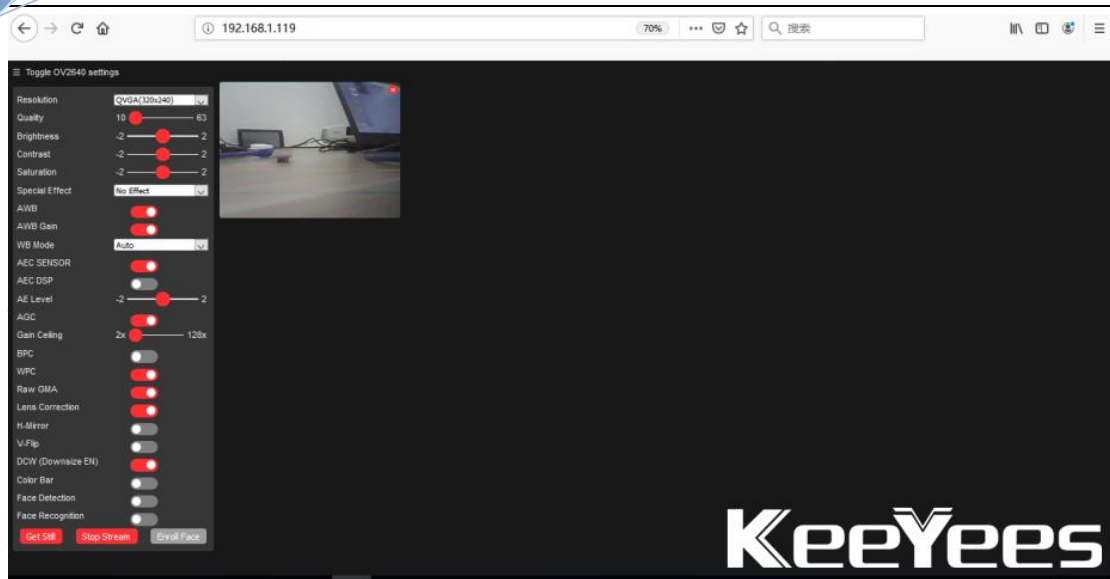 192.168.1.119
70%
搜索
Toggle OV2640 settings
Resolution QVGA(320x240)
Quality 10 63
Brightness -2 2
Contrast -2 2
Saturation -2 2
Special Effect No Effect
AWB
AWB Gain
WB Mode Auto
AEC SENSOR
AEC DSP
AE Level -2 2
AGC
Gain Ceiling 2x 128x
BPC
WPC
Raw GMA
Lens Correction
H-Mirror
V-Flip
DCW (Downsize EN)
Color Bar
Face Detection
Face Recognition
Get Still Stop Stream Enroll Face
KeeYees